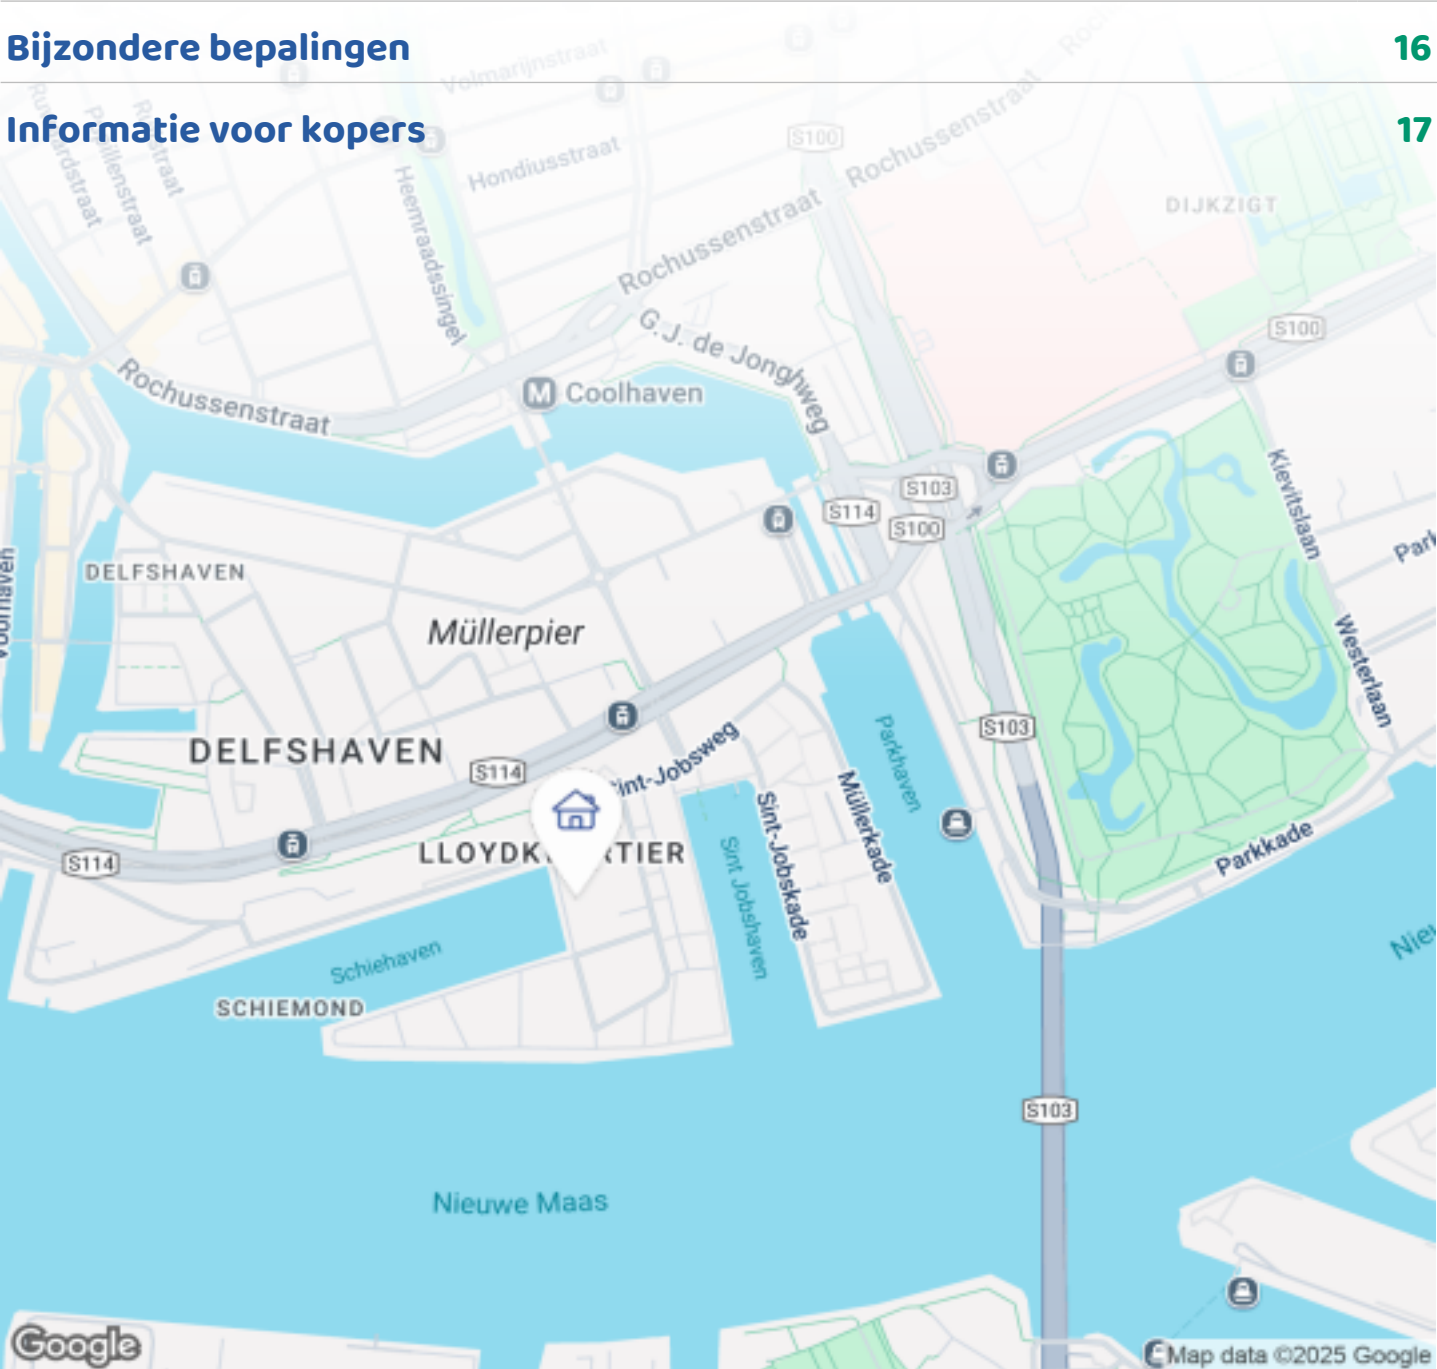 Bijzondere bepalingen 16
Informatie voor kopers 17
Volmarijnstraat
Rochussenstraat
Hondiusstraat
S100
Heemraadssingel
DIJKZIGT
Rochussenstraat
G.J. de Jonghweg
S100
Rochussenstraat
M Coolhaven
Kievitslaan
S103
S114
S100
DELFSHAVEN
Müllerpier
Westerlaan
DELFSHAVEN
S114
Parkhaven
S103
Müllerkade
Sint-Jobskade
S114
Sint Jobshaven
Parkkade
Schiehaven
SCHIEMOND
S103
Nieuwe Maas
Google
Map data ©2025 Google